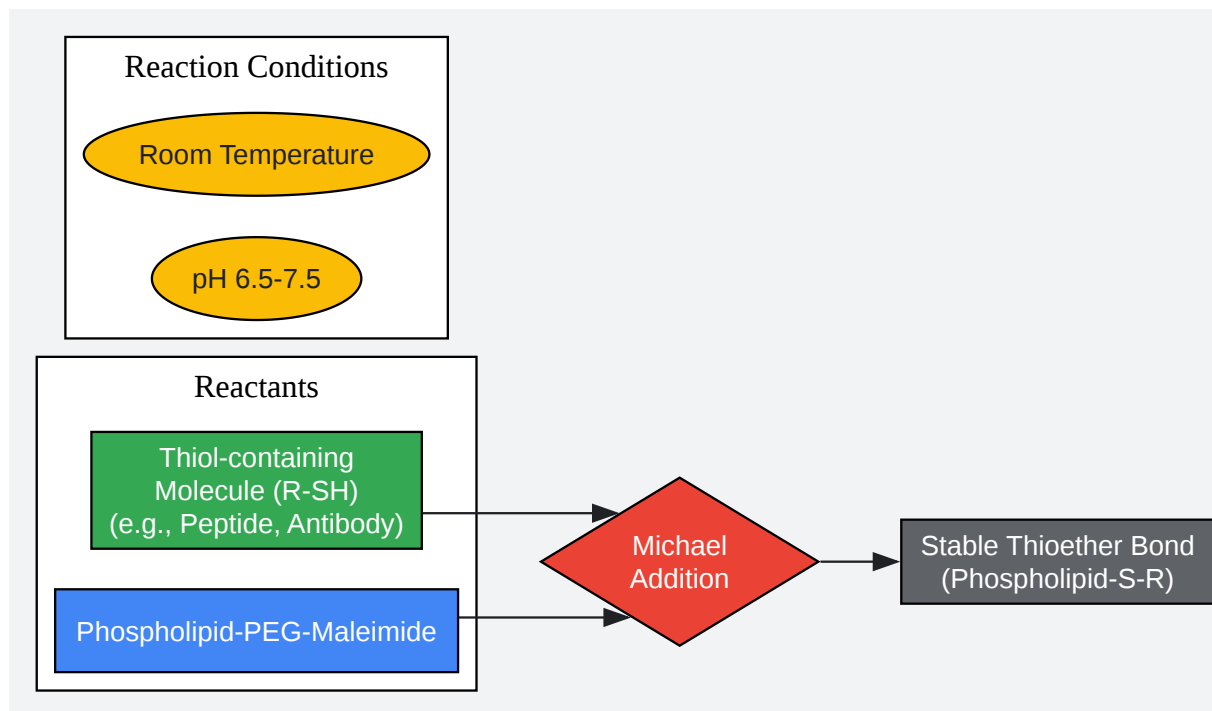 Reaction Conditions
Room Temperature
pH 6.5-7.5
Reactants
Thiol-containing
Molecule (R-SH)
(e.g., Peptide, Antibody)
Phospholipid-PEG-Maleimide
Michael
Addition
Stable Thioether Bond
(Phospholipid-S-R)